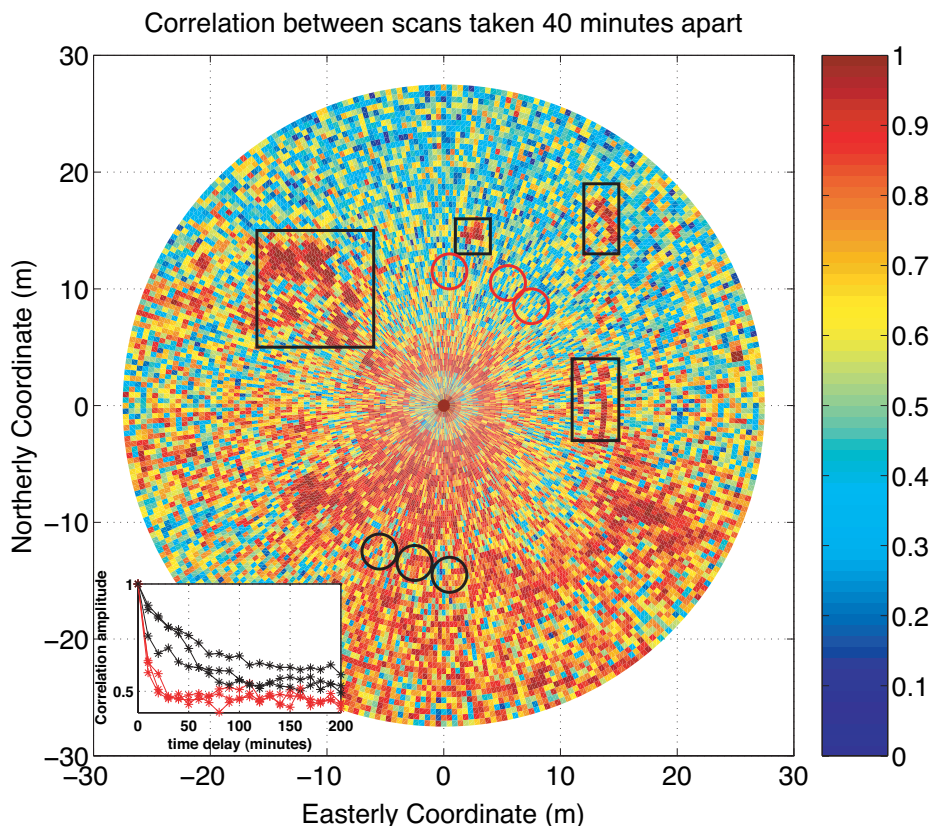 Correlation between scans taken 40 minutes apart
30
20
10
0
−10
−20
−30
Northerly Coordinate (m)
−30 −20 −10 0 10 20 30
Easterly Coordinate (m)
1
0.9
0.8
0.7
0.6
0.5
0.4
0.3
0.2
0.1
0
1
0.5
Correlation amplitude
0 50 100 150 200
time delay (minutes)